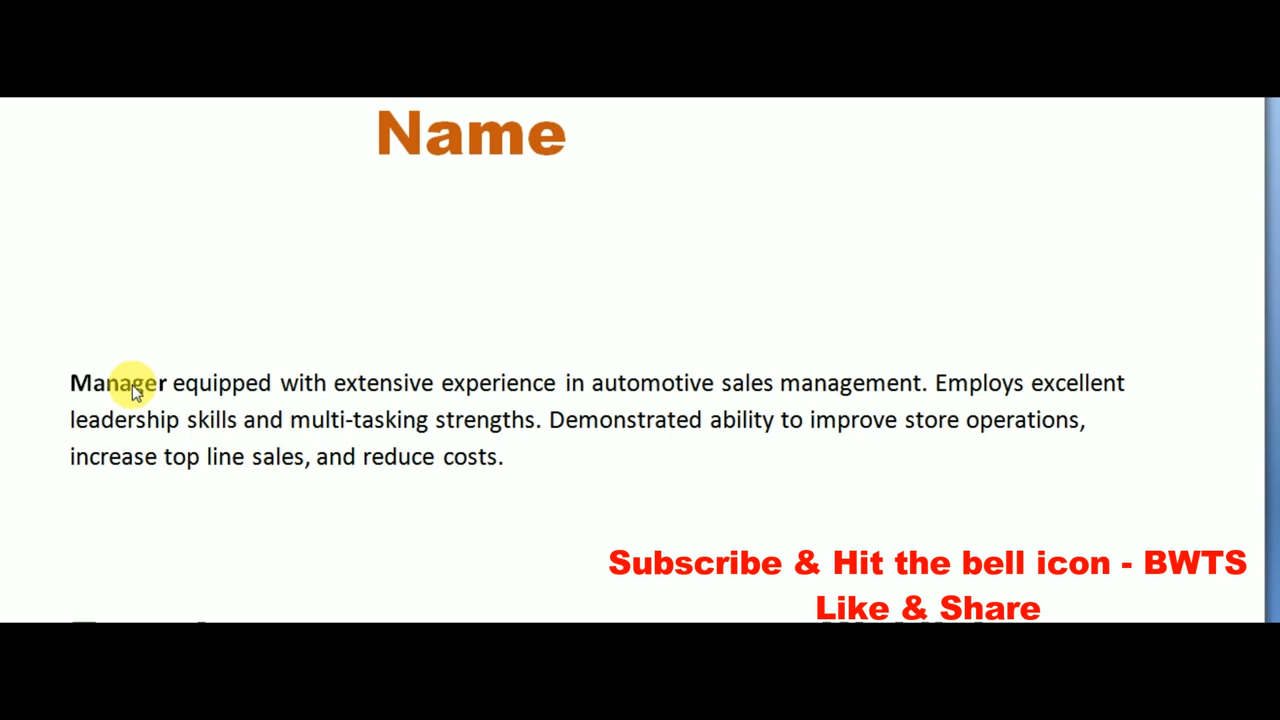 Name
Manager equipped with extensive experience in automotive sales management. Employs excellent
leadership skills and multi-tasking strengths. Demonstrated ability to improve store operations,
increase top line sales, and reduce costs.
Subscribe & Hit the bell icon - BWTS
Like & Share